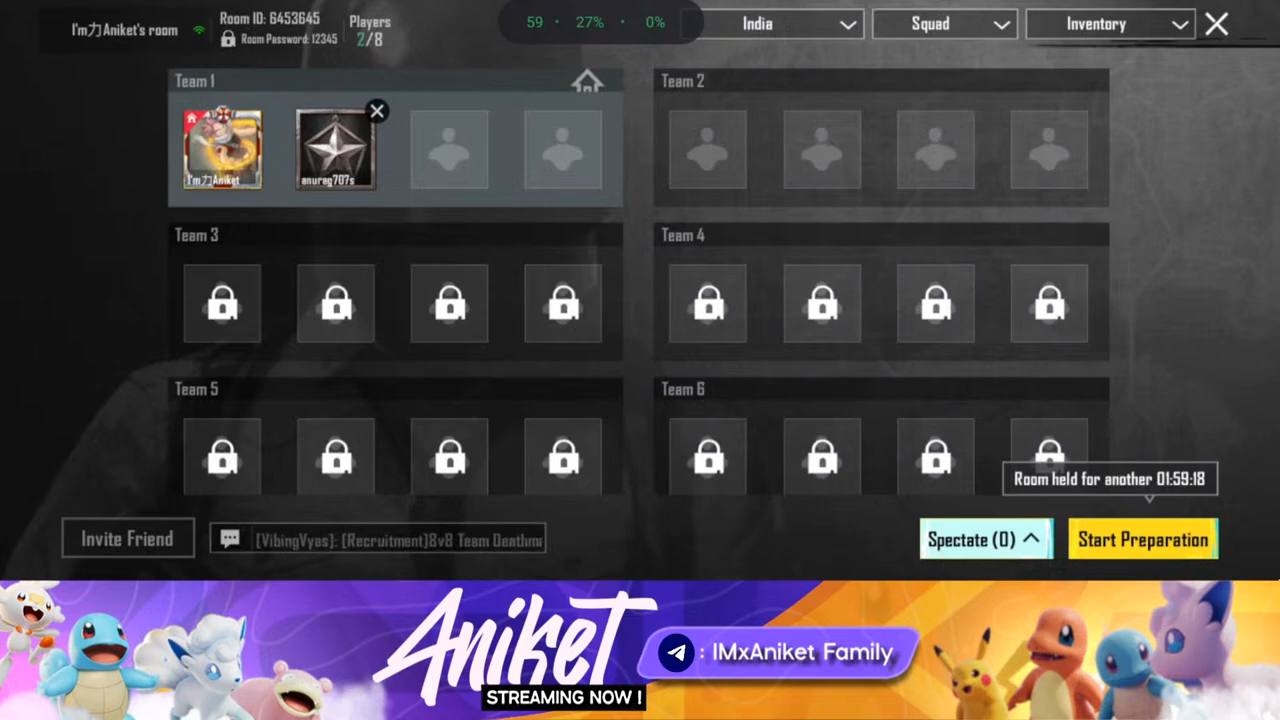 I'm力Aniket's room
Room ID: 6453645
Room Password: 12345
Players
2/8
59 · 27% · 0%
India
Squad
Inventory
Team 1
I'm力Aniket
anurag707s
Team 2
Team 3
Team 4
Team 5
Team 6
Room held for another 01:59:18
Invite Friend
[VibingVyas]: [Recruitment]8v8 Team Deathm
Spectate (0)
Start Preparation
Aniket
STREAMING NOW !
: IMxAniket Family